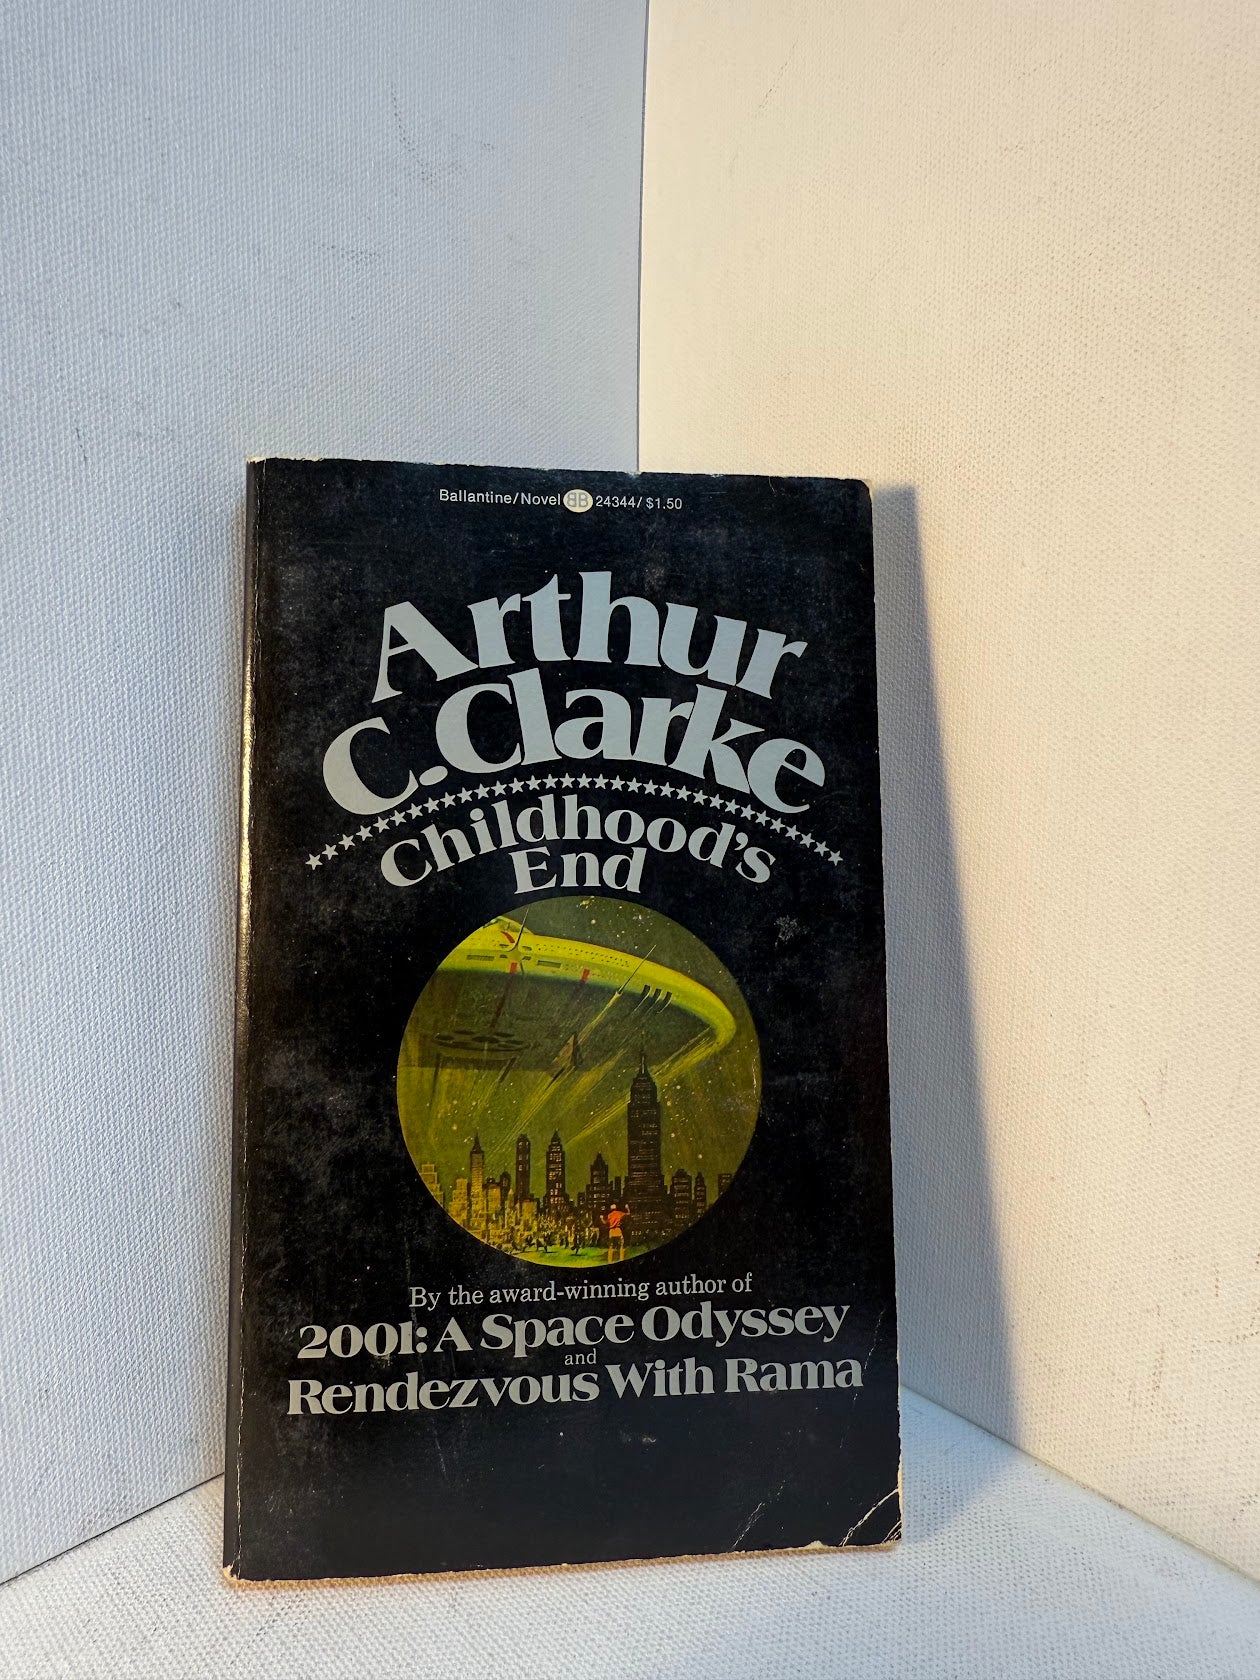 Ballantine/Novel BB 24344/$1.50
Arthur
C. Clarke
Childhood's
End
By the award-winning author of
2001: A Space Odyssey
and
Rendezvous With Rama